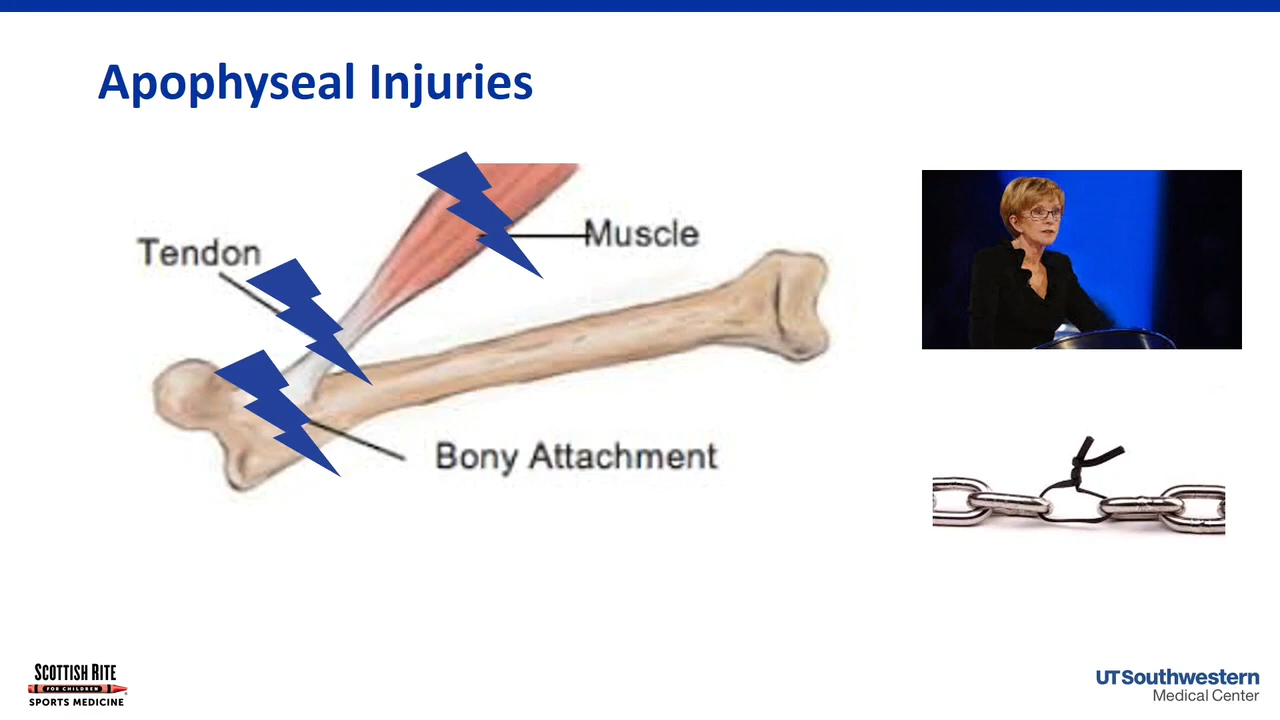 Apophyseal Injuries
Tendon
Muscle
Bony Attachment
SCOTTISH RITE
FOR CHILDREN
SPORTS MEDICINE
UT Southwestern
Medical Center